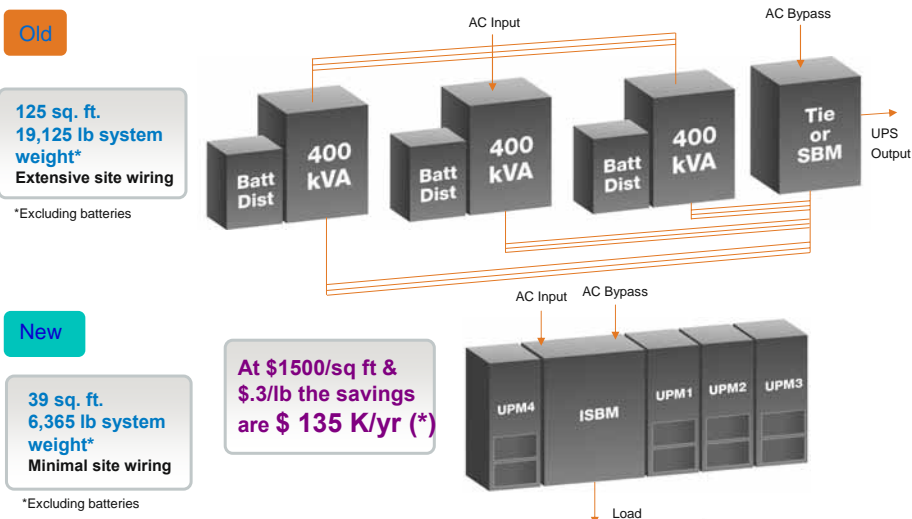 Old
125 sq. ft.
19,125 lb system
weight*
Extensive site wiring
*Excluding batteries
AC Input
AC Bypass
Batt
Dist
400
kVA
Batt
Dist
400
kVA
Batt
Dist
400
kVA
Tie
or
SBM
UPS
Output
New
39 sq. ft.
6,365 lb system
weight*
Minimal site wiring
*Excluding batteries
At $1500/sq ft &
$.3/lb the savings
are $ 135 K/yr (*)
AC Input
AC Bypass
UPM4
ISBM
UPM1
UPM2
UPM3
Load